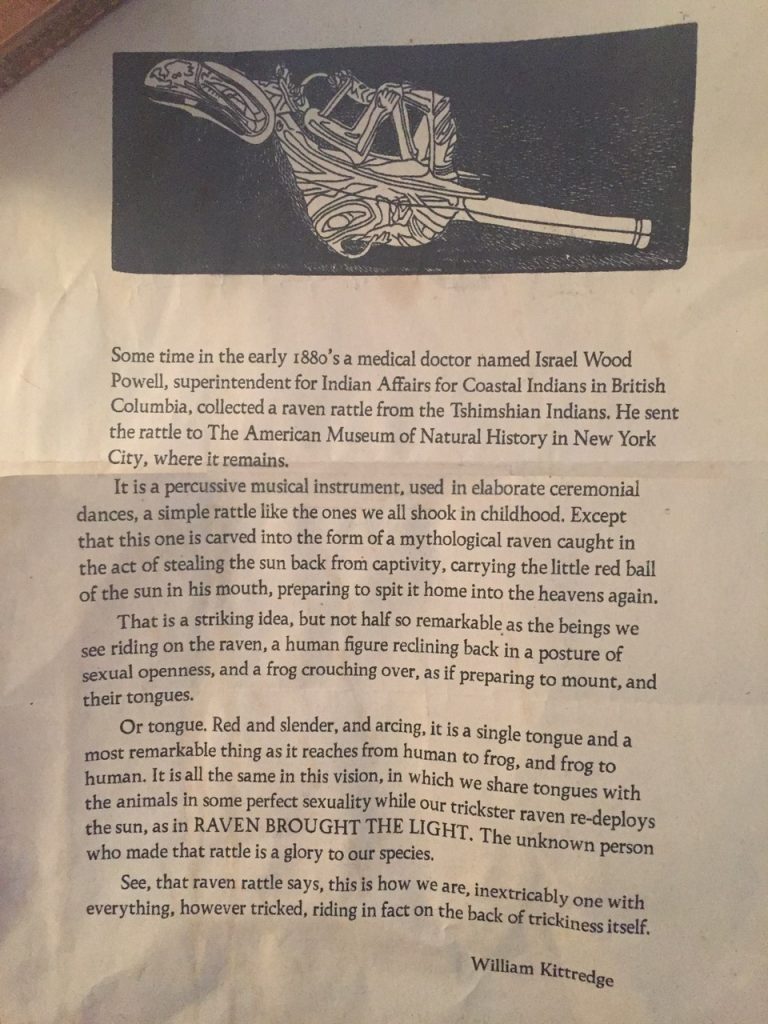 Some time in the early 1880's a medical doctor named Israel Wood
Powell, superintendent for Indian Affairs for Coastal Indians in British
Columbia, collected a raven rattle from the Tshimshian Indians. He sent
the rattle to The American Museum of Natural History in New York
City, where it remains.
It is a percussive musical instrument, used in elaborate ceremonial
dances, a simple rattle like the ones we all shook in childhood. Except
that this one is carved into the form of a mythological raven caught in
the act of stealing the sun back from captivity, carrying the little red ball
of the sun in his mouth, preparing to spit it home into the heavens again.
That is a striking idea, but not half so remarkable as the beings we
see riding on the raven, a human figure reclining back in a posture of
sexual openness, and a frog crouching over, as if preparing to mount, and
their tongues.
Or tongue. Red and slender, and arcing, it is a single tongue and a
most remarkable thing as it reaches from human to frog, and frog to
human. It is all the same in this vision, in which we share tongues with
the animals in some perfect sexuality while our trickster raven re-deploys
the sun, as in RAVEN BROUGHT THE LIGHT. The unknown person
who made that rattle is a glory to our species.
See, that raven rattle says, this is how we are, inextricably one with
everything, however tricked, riding in fact on the back of trickiness itself.
William Kittredge